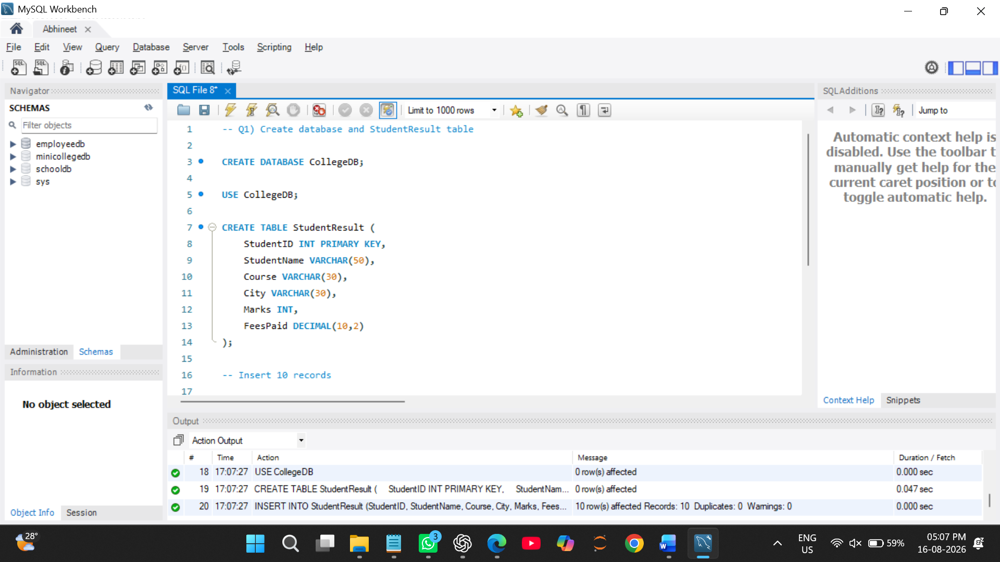 MySQL Workbench
Abhineet
File Edit View Query Database Server Tools Scripting Help
Navigator
SCHEMAS
Filter objects
employeedb
minicollegedb
schooldb
sys
Administration Schemas
Information
No object selected
Object Info Session
SQL File 8*
Limit to 1000 rows
1 -- Q1) Create database and StudentResult table
2
3 CREATE DATABASE CollegeDB;
4
5 USE CollegeDB;
6
7 CREATE TABLE StudentResult (
8 StudentID INT PRIMARY KEY,
9 StudentName VARCHAR(50),
10 Course VARCHAR(30),
11 City VARCHAR(30),
12 Marks INT,
13 FeesPaid DECIMAL(10,2)
14 );
15
16 -- Insert 10 records
17
SQLAdditions
Jump to
Automatic context help is
disabled. Use the toolbar t
manually get help for the
current caret position or to
toggle automatic help.
Context Help Snippets
Output
Action Output
# Time Action Message Duration / Fetch
18 17:07:27 USE CollegeDB 0 row(s) affected 0.000 sec
19 17:07:27 CREATE TABLE StudentResult ( StudentID INT PRIMARY KEY, StudentNam... 0 row(s) affected 0.047 sec
20 17:07:27 INSERT INTO StudentResult (StudentID, StudentName, Course, City, Marks, Fees... 10 row(s) affected Records: 10 Duplicates: 0 Warnings: 0 0.000 sec
28°
3
ENG
US
59%
05:07 PM
16-08-2026